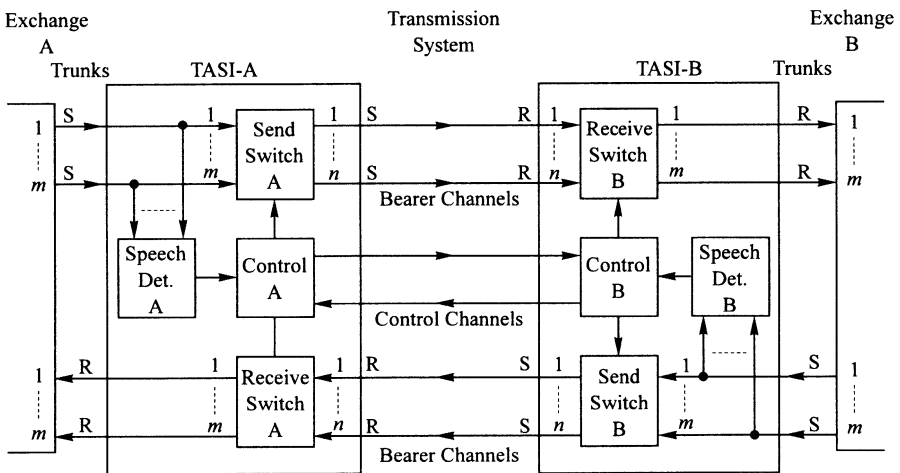 Exchange
A
Transmission
System
Exchange
B
Trunks
TASI-A
TASI-B
Trunks
1
S
1
Send
Switch
A
1
S
R
1
Receive
Switch
B
1
R
1
m
S
m
n
S
R
n
m
R
m
Bearer Channels
Speech
Det.
A
Control
A
Control
B
Speech
Det.
B
Control Channels
1
R
1
Receive
Switch
A
1
R
S
1
Send
Switch
B
1
S
1
m
R
m
n
R
S
n
m
S
m
Bearer Channels